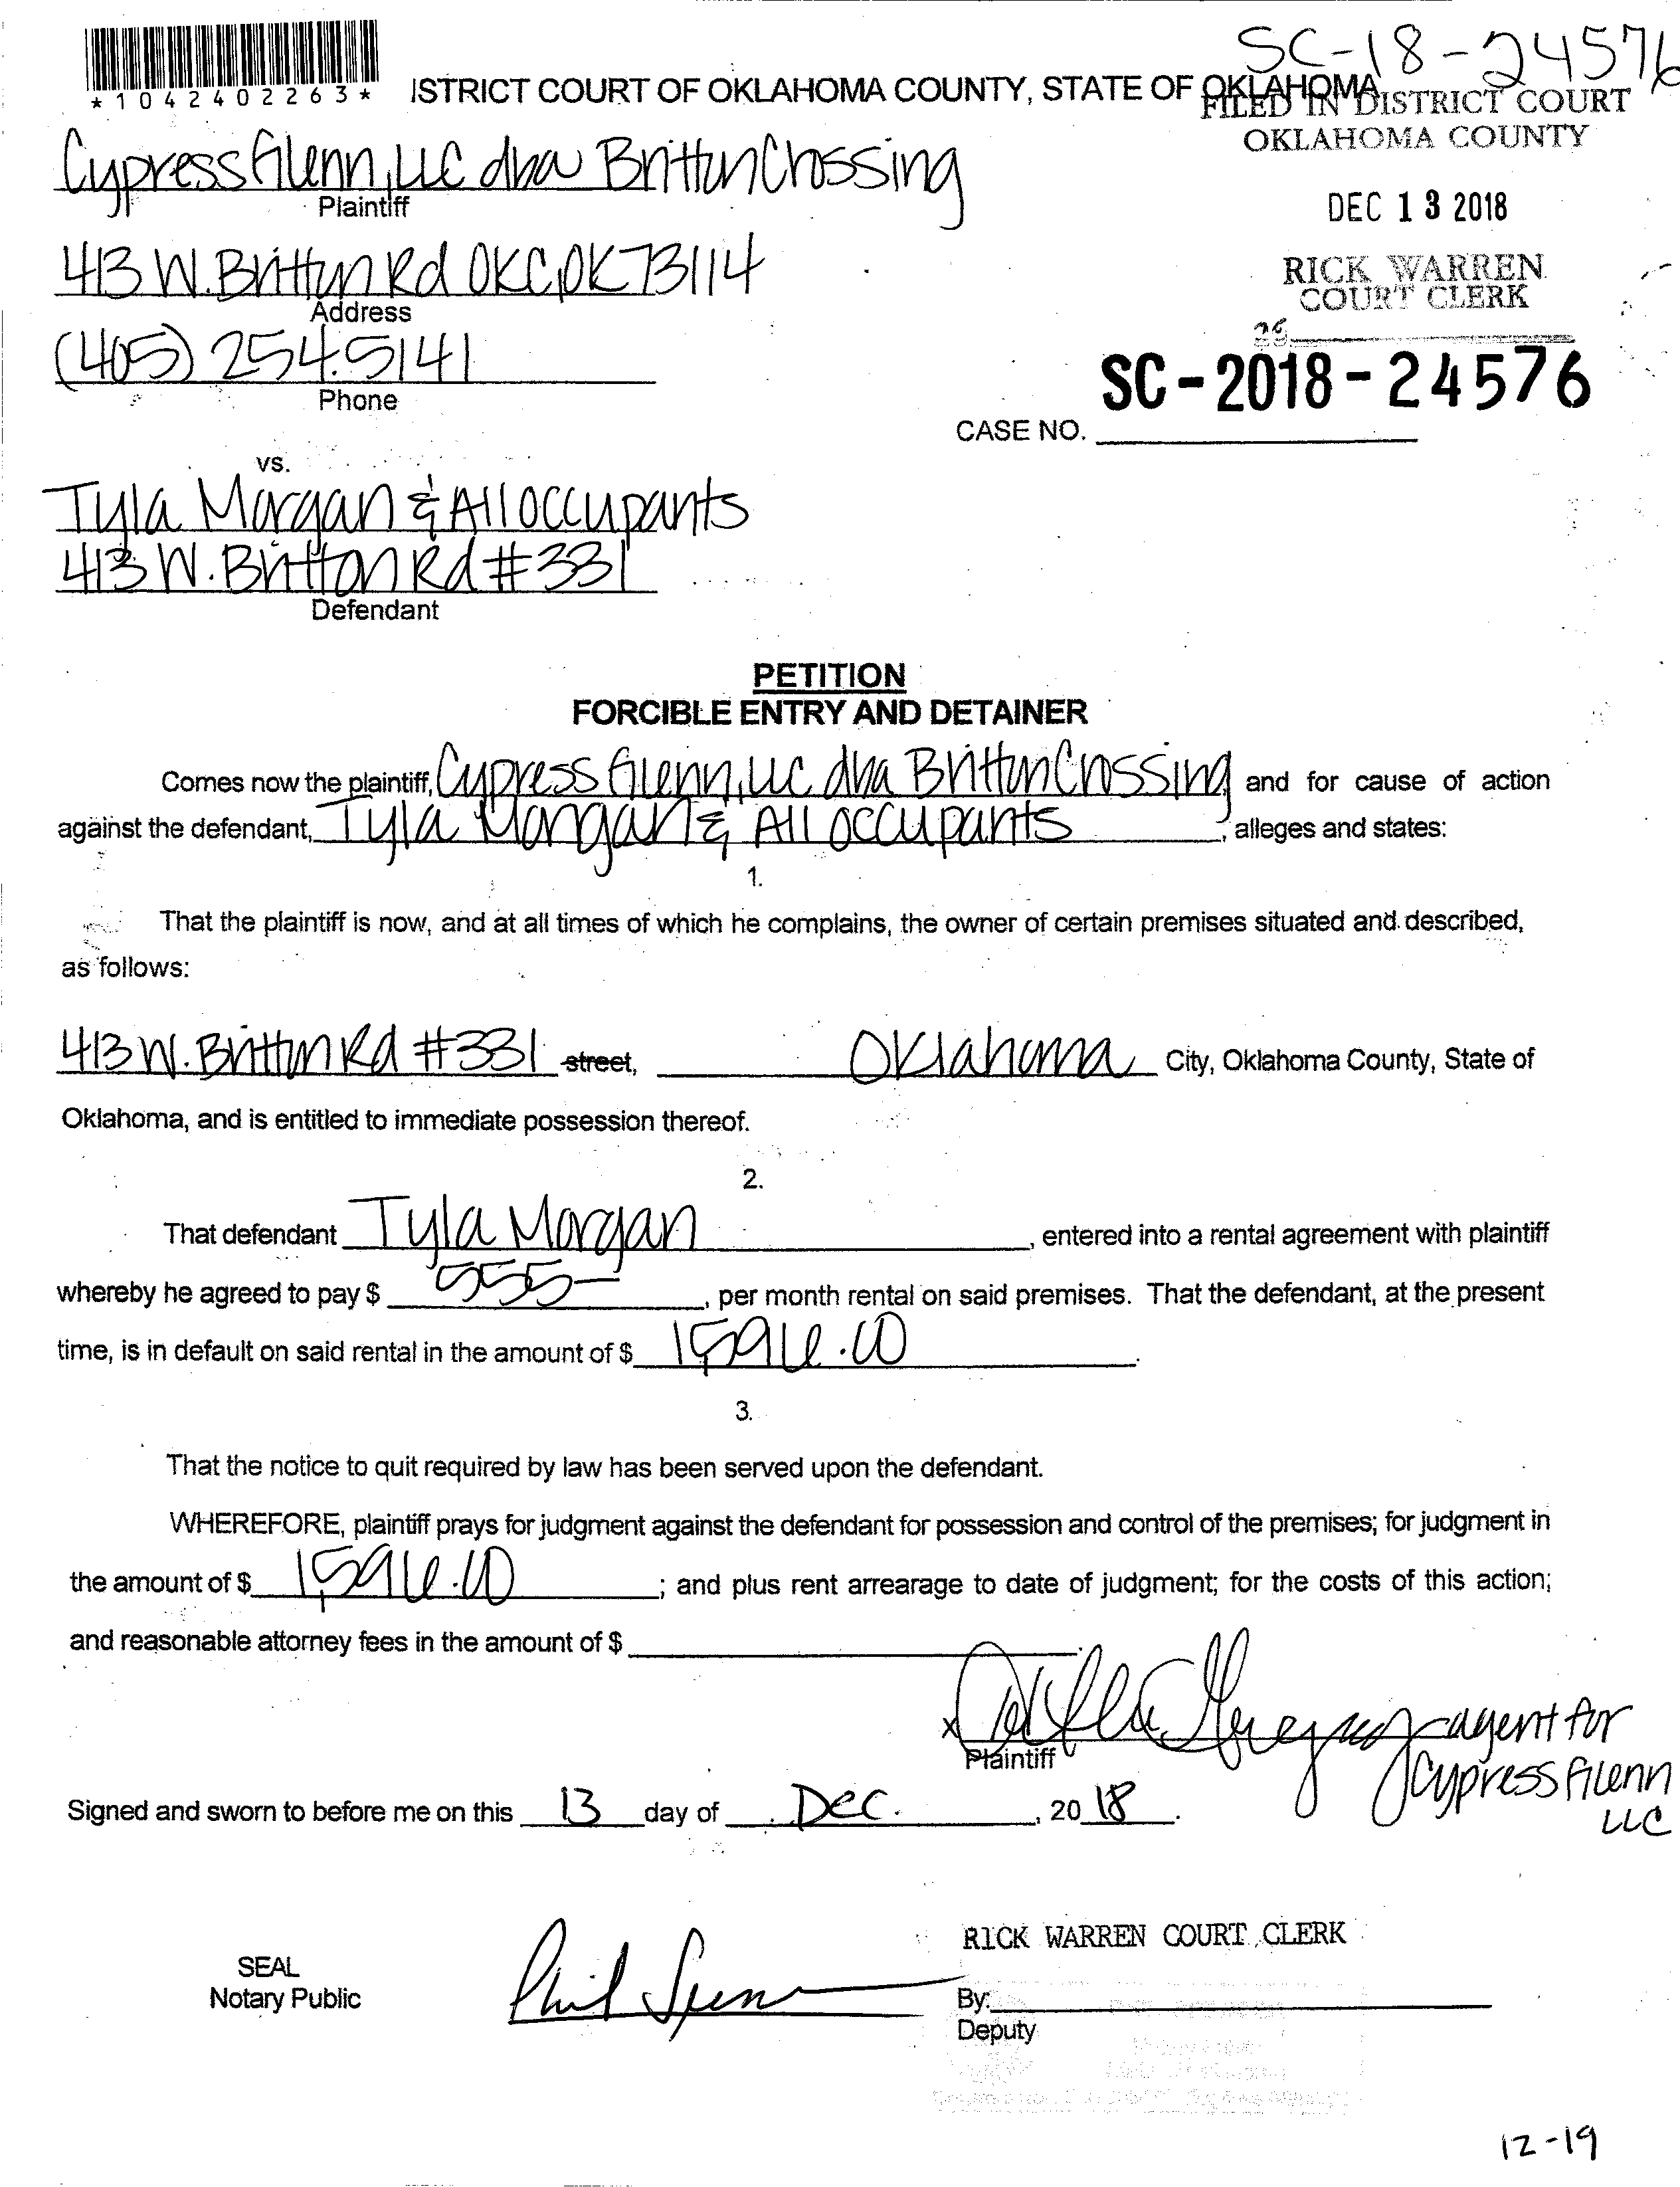 SC-18-24576
*1042402263*
ISTRICT COURT OF OKLAHOMA COUNTY, STATE OF OKLAHOMA
FILED IN DISTRICT COURT
OKLAHOMA COUNTY
Cypress Glenn, LLC dba Britton Crossing
Plaintiff
DEC 13 2018
413 W. Britton Rd OKC, OK 73114
Address
RICK WARREN
COURT CLERK
(405) 254.5141
Phone
SC-2018-24576
CASE NO.
vs.
Tyla Morgan & All occupants
413 W. Britton Rd #331
Defendant
PETITION
FORCIBLE ENTRY AND DETAINER
Comes now the plaintiff, Cypress Glenn, LLC dba Britton Crossing and for cause of action
against the defendant, Tyla Morgan & All occupants, alleges and states:
1.
That the plaintiff is now, and at all times of which he complains, the owner of certain premises situated and described,
as follows:
413 W. Britton Rd #331 street, Oklahoma City, Oklahoma County, State of
Oklahoma, and is entitled to immediate possession thereof.
2.
That defendant Tyla Morgan, entered into a rental agreement with plaintiff
whereby he agreed to pay $ 555-, per month rental on said premises. That the defendant, at the present
time, is in default on said rental in the amount of $ 1,596.00.
3.
That the notice to quit required by law has been served upon the defendant.
WHEREFORE, plaintiff prays for judgment against the defendant for possession and control of the premises; for judgment in
the amount of $ 1,596.00; and plus rent arrearage to date of judgment; for the costs of this action;
and reasonable attorney fees in the amount of $
x agent for
Plaintiff Cypress Glenn
LLC
Signed and sworn to before me on this 13 day of Dec., 20 18.
RICK WARREN COURT CLERK
SEAL
Notary Public
Phil
By:
Deputy
12-19